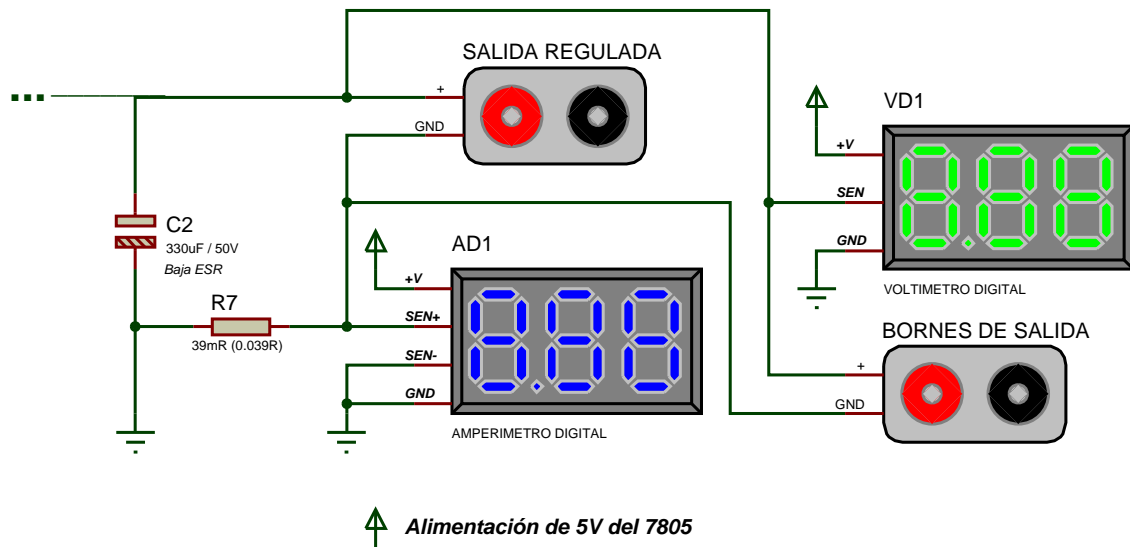 SALIDA REGULADA
+
GND
VD1
+V
SEN
GND
VOLTIMETRO DIGITAL
C2
330uF / 50V
Baja ESR
AD1
+V
SEN+
SEN-
GND
AMPERIMETRO DIGITAL
R7
39mR (0.039R)
BORNES DE SALIDA
+
GND
Alimentación de 5V del 7805